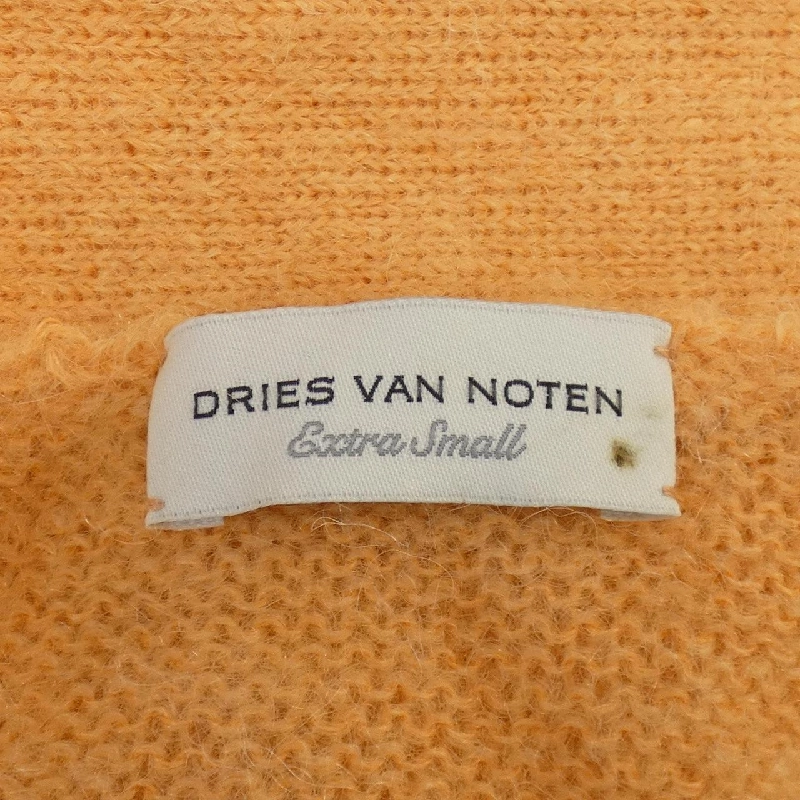 DRIES VAN NOTEN
Extra Small